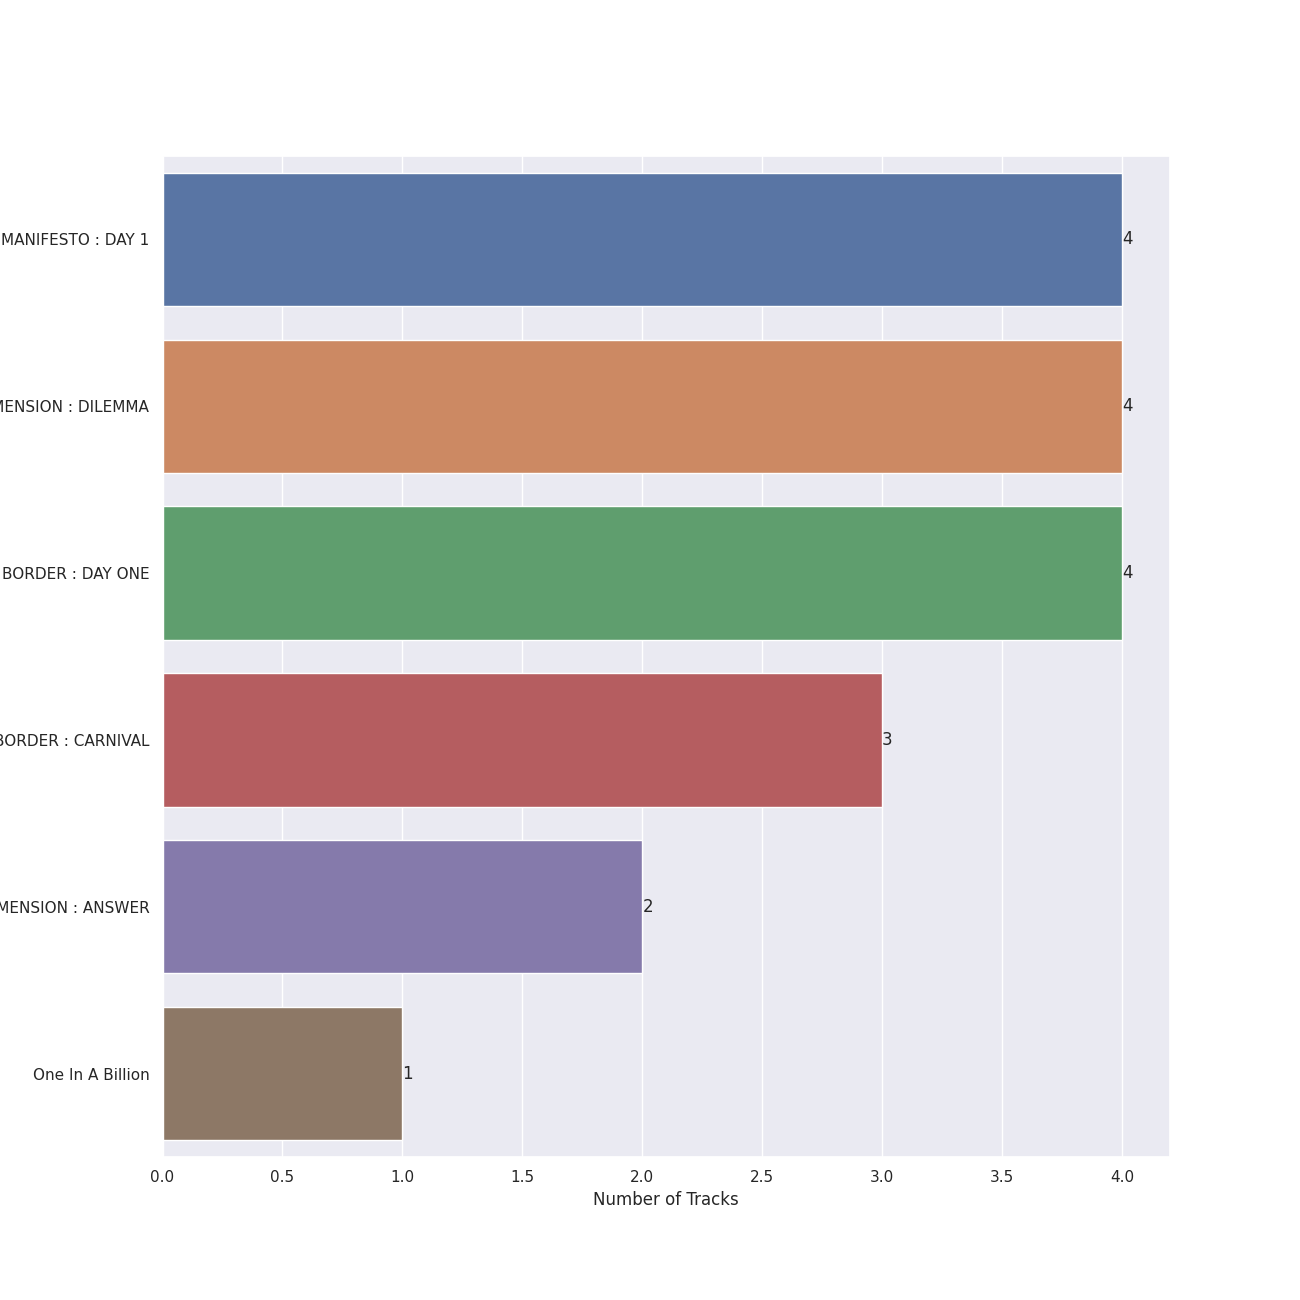 MANIFESTO : DAY 1
4
MENSION : DILEMMA
4
BORDER : DAY ONE
4
BORDER : CARNIVAL
3
MENSION : ANSWER
2
One In A Billion
1
0.0 0.5 1.0 1.5 2.0 2.5 3.0 3.5 4.0
Number of Tracks